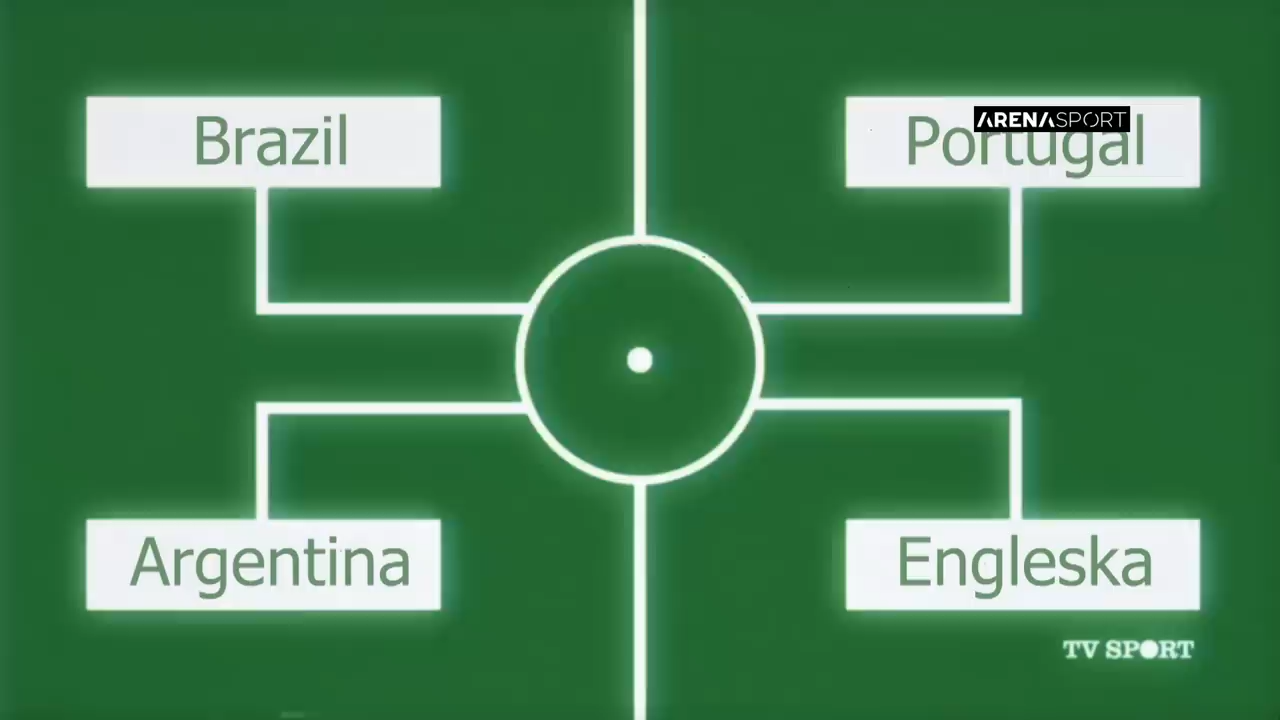 Brazil
ARENASPORT
Portugal
Argentina
Engleska
TV SPORT